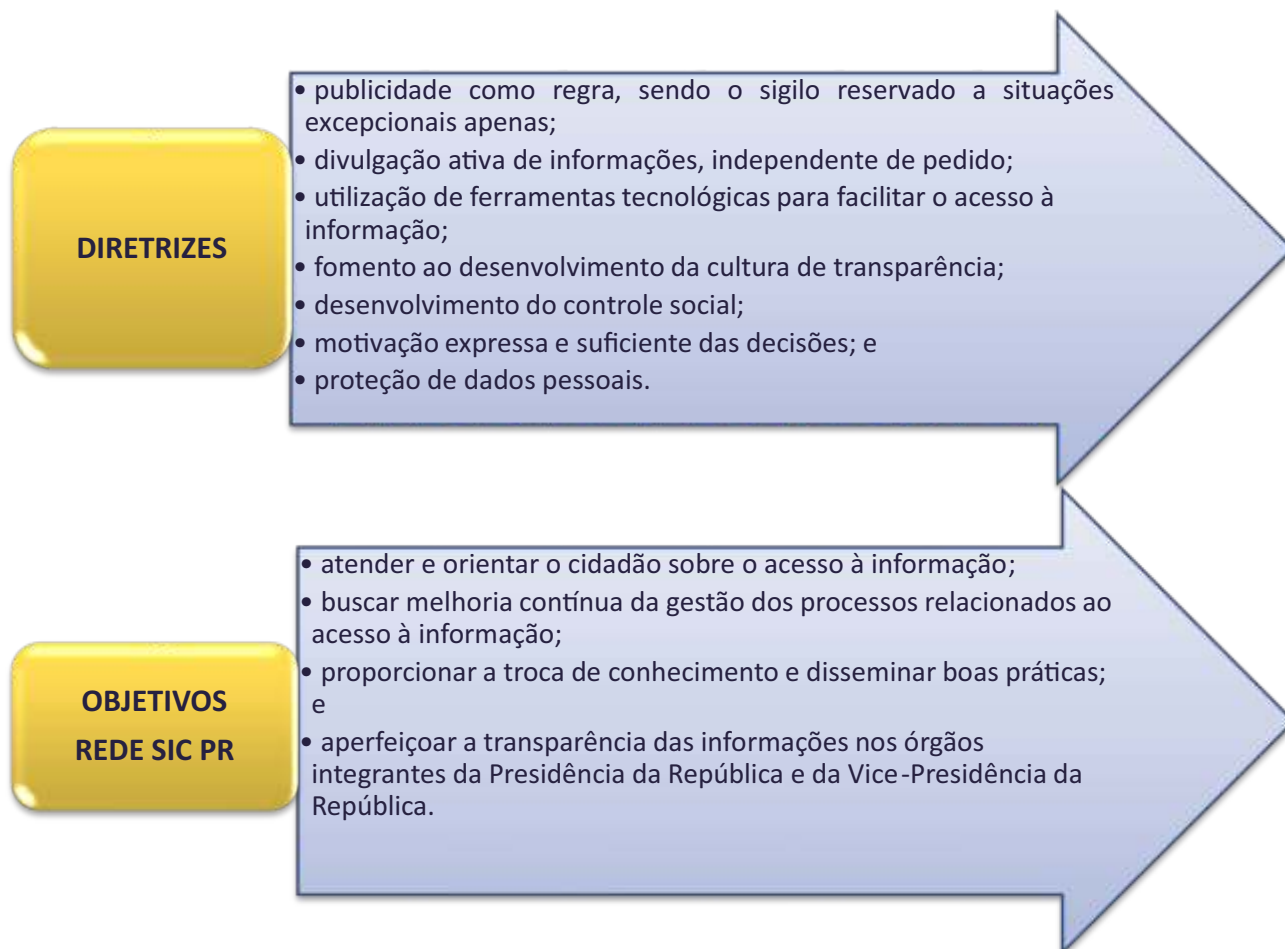 DIRETRIZES
• publicidade como regra, sendo o sigilo reservado a situações
excepcionais apenas;
• divulgação ativa de informações, independente de pedido;
• utilização de ferramentas tecnológicas para facilitar o acesso à
informação;
• fomento ao desenvolvimento da cultura de transparência;
• desenvolvimento do controle social;
• motivação expressa e suficiente das decisões; e
• proteção de dados pessoais.
OBJETIVOS
REDE SIC PR
• atender e orientar o cidadão sobre o acesso à informação;
• buscar melhoria contínua da gestão dos processos relacionados ao
acesso à informação;
• proporcionar a troca de conhecimento e disseminar boas práticas;
e
• aperfeiçoar a transparência das informações nos órgãos
integrantes da Presidência da República e da Vice-Presidência da
República.